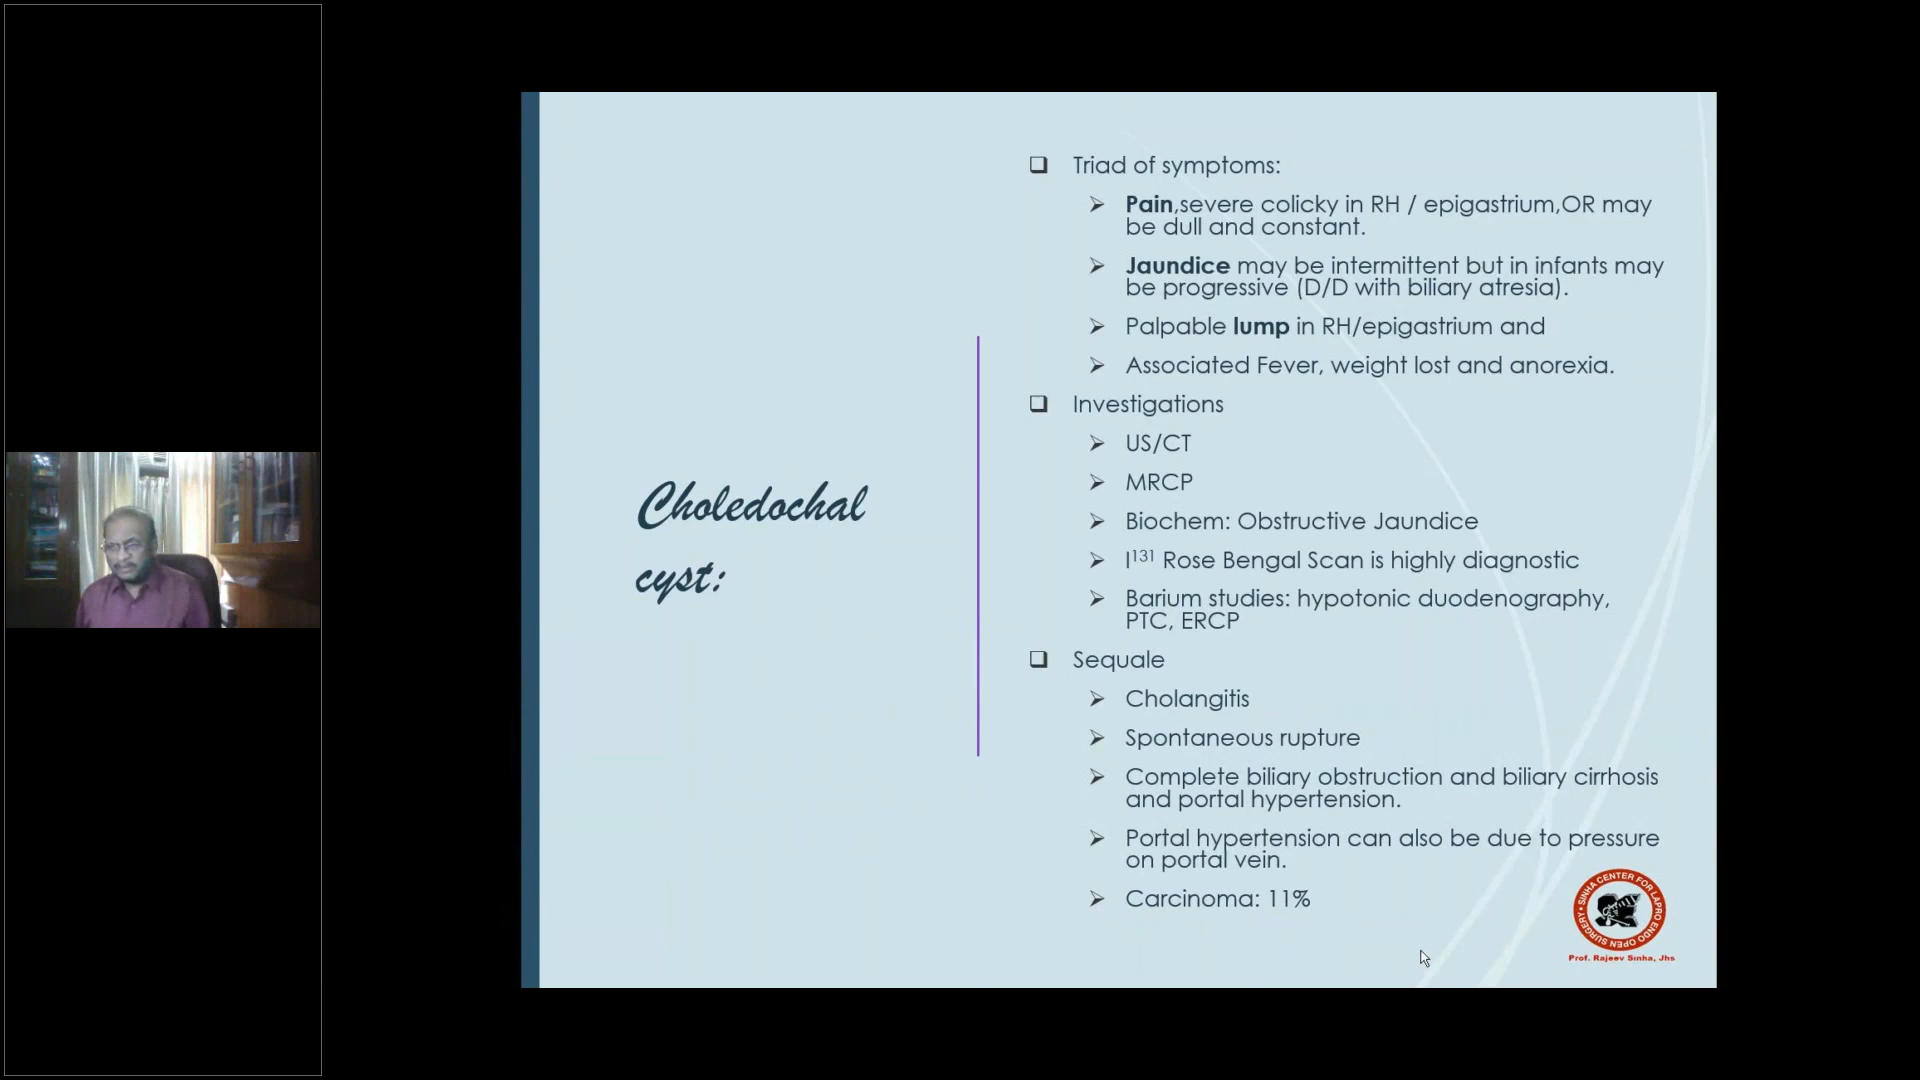 Choledochal
cyst:
❑ Triad of symptoms:
➢ Pain,severe colicky in RH / epigastrium,OR may
be dull and constant.
➢ Jaundice may be intermittent but in infants may
be progressive (D/D with biliary atresia).
➢ Palpable lump in RH/epigastrium and
➢ Associated Fever, weight lost and anorexia.
❑ Investigations
➢ US/CT
➢ MRCP
➢ Biochem: Obstructive Jaundice
➢ I¹³¹ Rose Bengal Scan is highly diagnostic
➢ Barium studies: hypotonic duodenography,
PTC, ERCP
❑ Sequale
➢ Cholangitis
➢ Spontaneous rupture
➢ Complete biliary obstruction and biliary cirrhosis
and portal hypertension.
➢ Portal hypertension can also be due to pressure
on portal vein.
➢ Carcinoma: 11%
SINHA CENTER FOR LAPRO ENDO OPEN SURGERY
Prof. Rajeev Sinha, Jhs